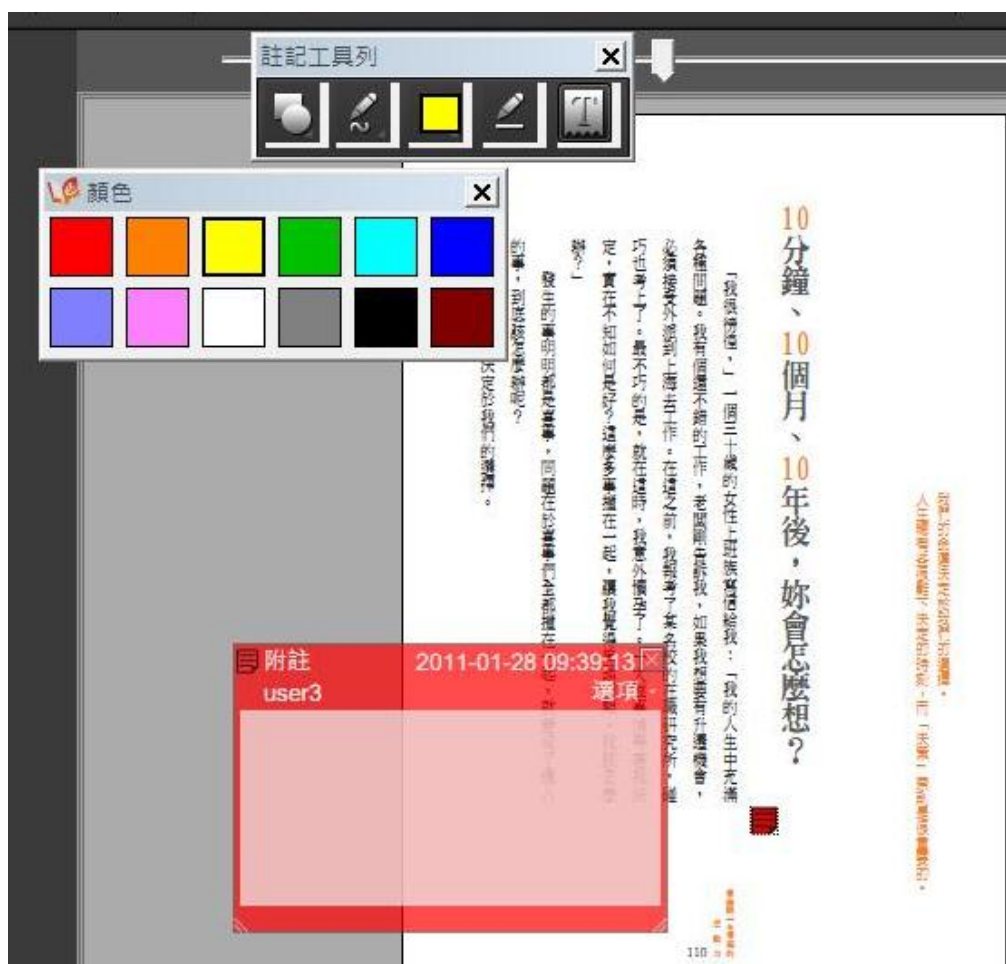 註記工具列
顏色
10分鐘、10個月、10年後，妳會怎麼想？
「我很徬徨，」一個三十歲的女性上班族寫信給我：「我的人生中充滿
各種問題。我有個還不錯的工作，老闆剛告訴我，如果我想要有升遷機會，
必須接受外派到上海去工作。在這之前，我報考了某名校的在職研究所，碰
巧也考上了。最不巧的是，就在這時，我意外懷孕了。
定，實在不知如何是好？這麼多事撞在一起，讓我覺得
辦？」
發生的事明明都是喜事，問題在於喜事們全都撞在一起，
的事，到底該怎麼辦呢？
決定於我們的選擇。
附註
2011-01-28 09:39:13
user3
選項
110